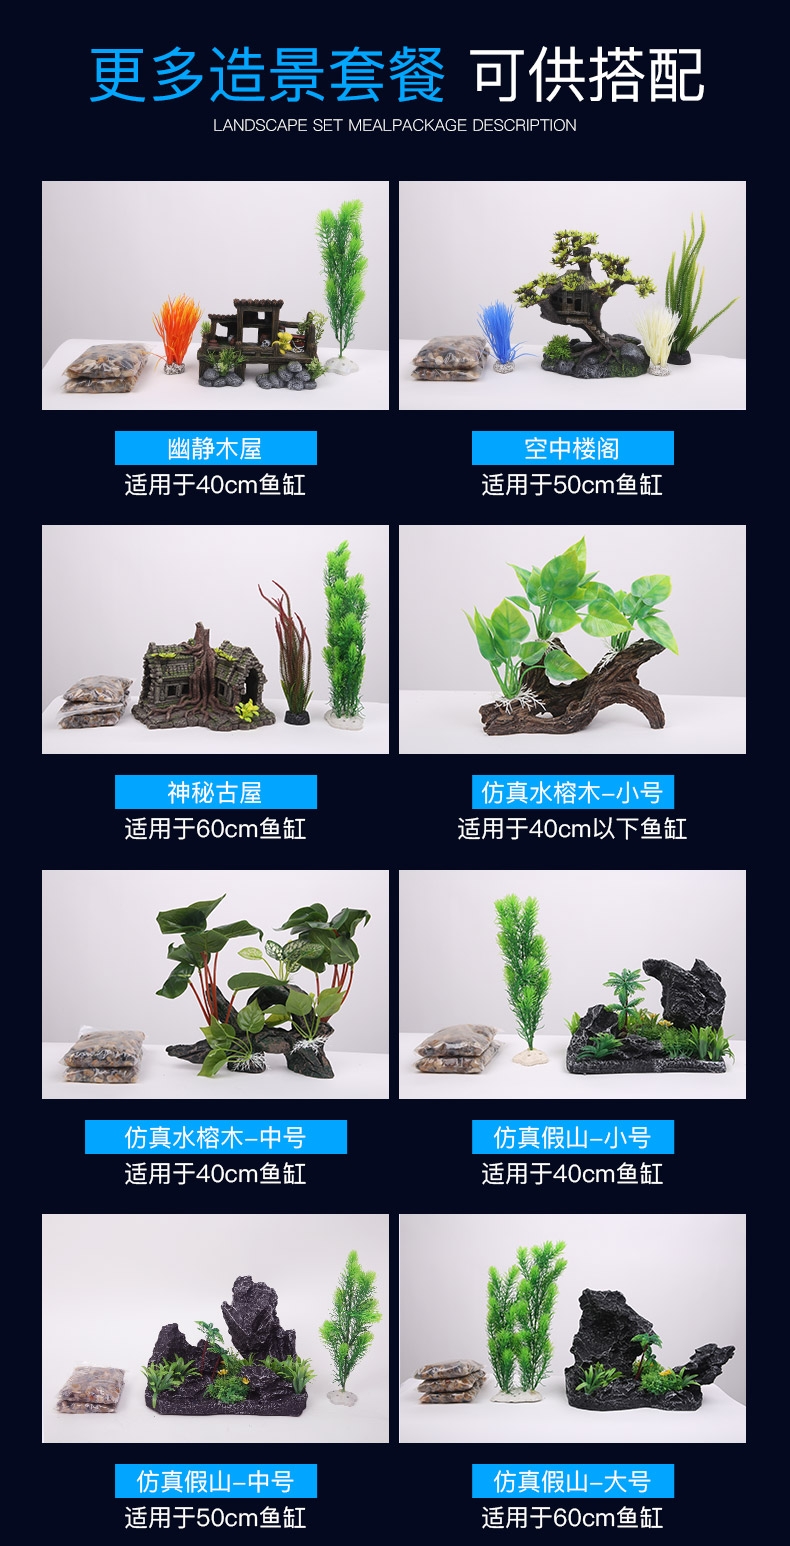 更多造景套餐 可供搭配
LANDSCAPE SET MEALPACKAGE DESCRIPTION
幽静木屋
适用于40cm鱼缸
空中楼阁
适用于50cm鱼缸
神秘古屋
适用于60cm鱼缸
仿真水榕木-小号
适用于40cm以下鱼缸
仿真水榕木-中号
适用于40cm鱼缸
仿真假山-小号
适用于40cm鱼缸
仿真假山-中号
适用于50cm鱼缸
仿真假山-大号
适用于60cm鱼缸